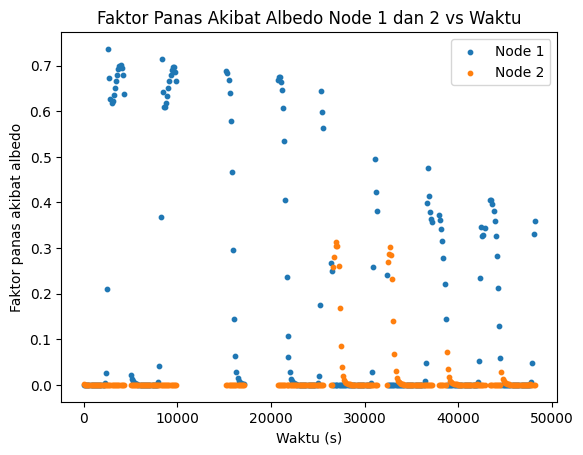 Faktor Panas Akibat Albedo Node 1 dan 2 vs Waktu
Node 1
Node 2
Faktor panas akibat albedo
0.7
0.6
0.5
0.4
0.3
0.2
0.1
0.0
0
10000
20000
30000
40000
50000
Waktu (s)